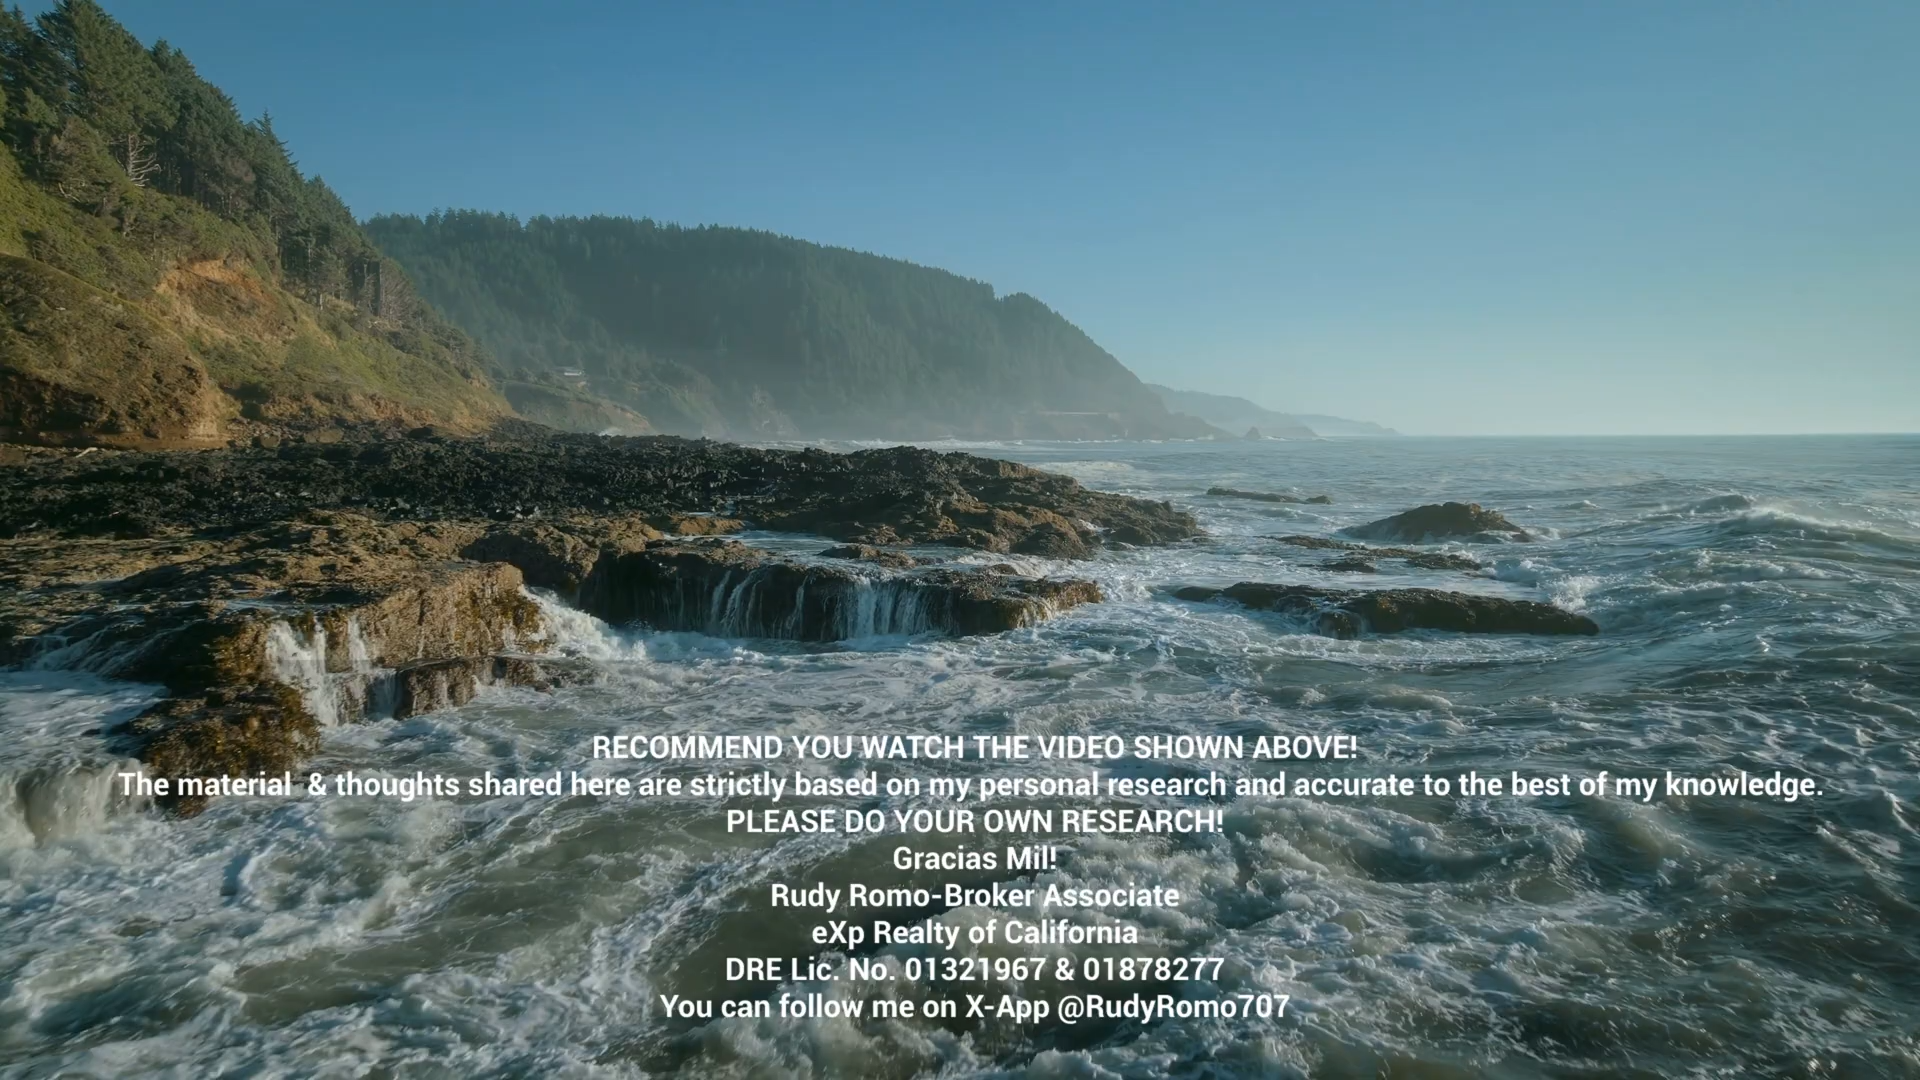 RECOMMEND YOU WATCH THE VIDEO SHOWN ABOVE!
The material  & thoughts shared here are strictly based on my personal research and accurate to the best of my knowledge.
PLEASE DO YOUR OWN RESEARCH!
Gracias Mil!
Rudy Romo-Broker Associate
eXp Realty of California
DRE Lic. No. 01321967 & 01878277
You can follow me on X-App @RudyRomo707